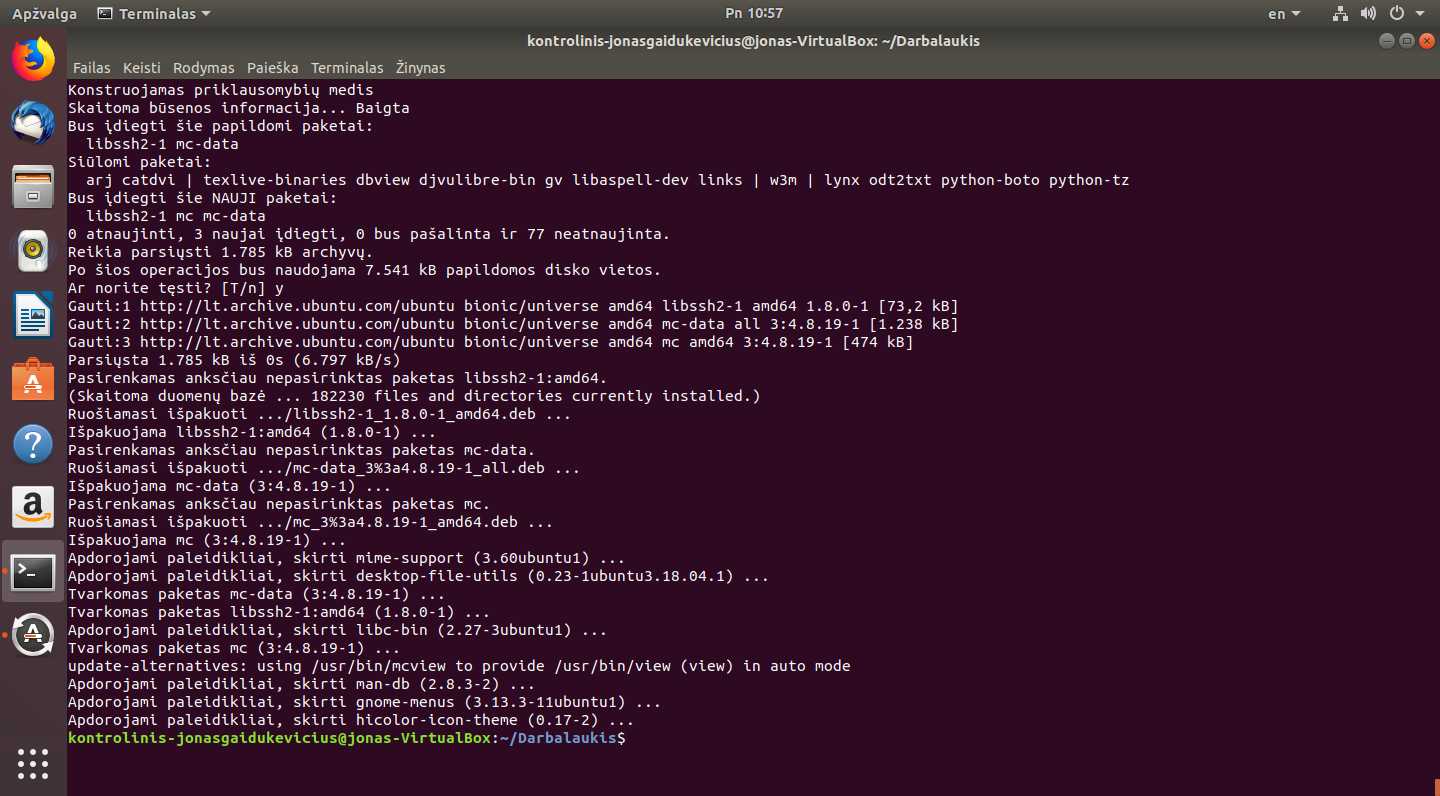 Apžvalga Terminalas Pn 10:57 en
kontrolinis-jonasgaidukevicius@jonas-VirtualBox: ~/Darbalaukis
Failas Keisti Rodymas Paieška Terminalas Žinynas
Konstruojamas priklausomybių medis
Skaitoma būsenos informacija... Baigta
Bus įdiegti šie papildomi paketai:
  libssh2-1 mc-data
Siūlomi paketai:
  arj catdvi | texlive-binaries dbview djvulibre-bin gv libaspell-dev links | w3m | lynx odt2txt python-boto python-tz
Bus įdiegti šie NAUJI paketai:
  libssh2-1 mc mc-data
0 atnaujinti, 3 naujai įdiegti, 0 bus pašalinta ir 77 neatnaujinta.
Reikia parsiųsti 1.785 kB archyvų.
Po šios operacijos bus naudojama 7.541 kB papildomos disko vietos.
Ar norite tęsti? [T/n] y
Gauti:1 http://lt.archive.ubuntu.com/ubuntu bionic/universe amd64 libssh2-1 amd64 1.8.0-1 [73,2 kB]
Gauti:2 http://lt.archive.ubuntu.com/ubuntu bionic/universe amd64 mc-data all 3:4.8.19-1 [1.238 kB]
Gauti:3 http://lt.archive.ubuntu.com/ubuntu bionic/universe amd64 mc amd64 3:4.8.19-1 [474 kB]
Parsiųsta 1.785 kB iš 0s (6.797 kB/s)
Pasirenkamas anksčiau nepasirinktas paketas libssh2-1:amd64.
(Skaitoma duomenų bazė ... 182230 files and directories currently installed.)
Ruošiamasi išpakuoti .../libssh2-1_1.8.0-1_amd64.deb ...
Išpakuojama libssh2-1:amd64 (1.8.0-1) ...
Pasirenkamas anksčiau nepasirinktas paketas mc-data.
Ruošiamasi išpakuoti .../mc-data_3%3a4.8.19-1_all.deb ...
Išpakuojama mc-data (3:4.8.19-1) ...
Pasirenkamas anksčiau nepasirinktas paketas mc.
Ruošiamasi išpakuoti .../mc_3%3a4.8.19-1_amd64.deb ...
Išpakuojama mc (3:4.8.19-1) ...
Apdorojami paleidikliai, skirti mime-support (3.60ubuntu1) ...
Apdorojami paleidikliai, skirti desktop-file-utils (0.23-1ubuntu3.18.04.1) ...
Tvarkomas paketas mc-data (3:4.8.19-1) ...
Tvarkomas paketas libssh2-1:amd64 (1.8.0-1) ...
Apdorojami paleidikliai, skirti libc-bin (2.27-3ubuntu1) ...
Tvarkomas paketas mc (3:4.8.19-1) ...
update-alternatives: using /usr/bin/mcview to provide /usr/bin/view (view) in auto mode
Apdorojami paleidikliai, skirti man-db (2.8.3-2) ...
Apdorojami paleidikliai, skirti gnome-menus (3.13.3-11ubuntu1) ...
Apdorojami paleidikliai, skirti hicolor-icon-theme (0.17-2) ...
kontrolinis-jonasgaidukevicius@jonas-VirtualBox:~/Darbalaukis$